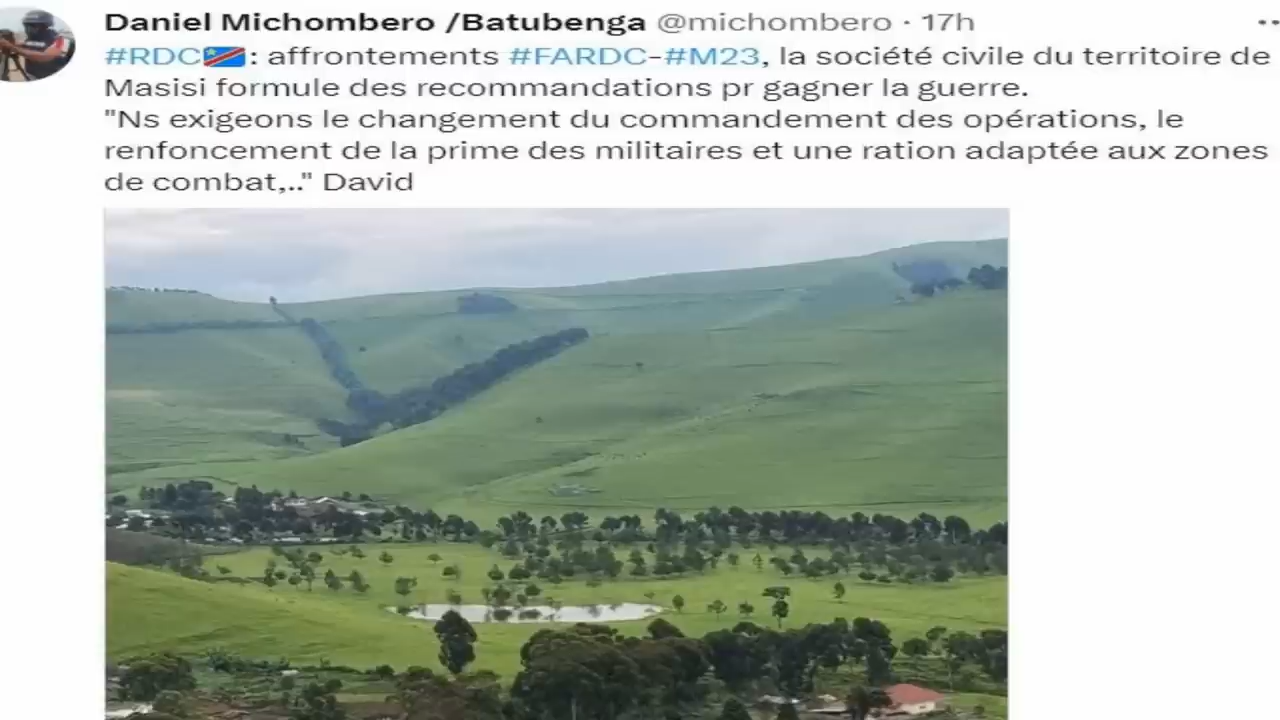 Daniel Michombero /Batubenga @michombero · 17h
#RDC🇨🇩: affrontements #FARDC-#M23, la société civile du territoire de
Masisi formule des recommandations pr gagner la guerre.
"Ns exigeons le changement du commandement des opérations, le
renfoncement de la prime des militaires et une ration adaptée aux zones
de combat,.." David